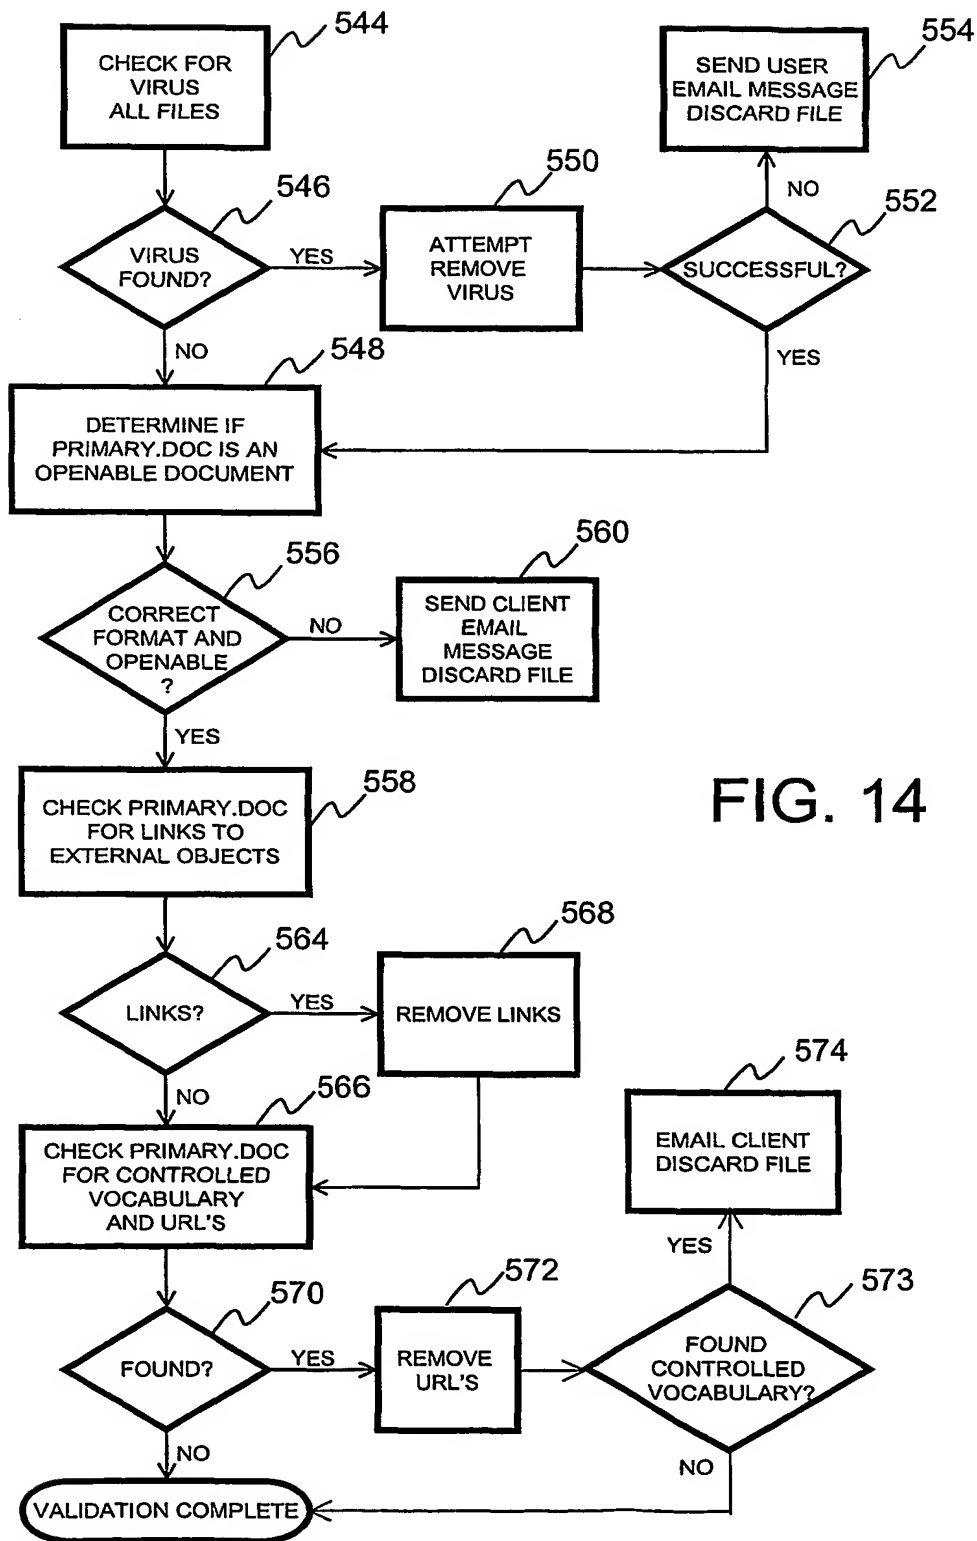 544
CHECK FOR
VIRUS
ALL FILES
554
SEND USER
EMAIL MESSAGE
DISCARD FILE
546
VIRUS
FOUND?
YES
550
ATTEMPT
REMOVE
VIRUS
NO
552
SUCCESSFUL?
YES
NO
548
DETERMINE IF
PRIMARY.DOC IS AN
OPENABLE DOCUMENT
556
CORRECT
FORMAT AND
OPENABLE
?
NO
560
SEND CLIENT
EMAIL
MESSAGE
DISCARD FILE
YES
558
CHECK PRIMARY.DOC
FOR LINKS TO
EXTERNAL OBJECTS
FIG. 14
564
LINKS?
YES
568
REMOVE LINKS
NO
566
CHECK PRIMARY.DOC
FOR CONTROLLED
VOCABULARY
AND URL'S
574
EMAIL CLIENT
DISCARD FILE
YES
570
FOUND?
YES
572
REMOVE
URL'S
573
FOUND
CONTROLLED
VOCABULARY?
NO
NO
VALIDATION COMPLETE